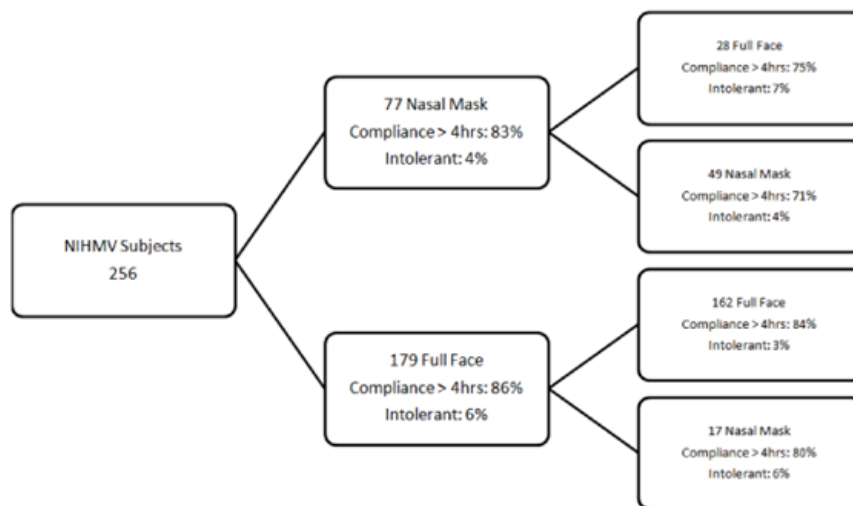 NIHMV Subjects
256
77 Nasal Mask
Compliance > 4hrs: 83%
Intolerant: 4%
179 Full Face
Compliance > 4hrs: 86%
Intolerant: 6%
28 Full Face
Compliance > 4hrs: 75%
Intolerant: 7%
49 Nasal Mask
Compliance > 4hrs: 71%
Intolerant: 4%
162 Full Face
Compliance > 4hrs: 84%
Intolerant: 3%
17 Nasal Mask
Compliance > 4hrs: 80%
Intolerant: 6%